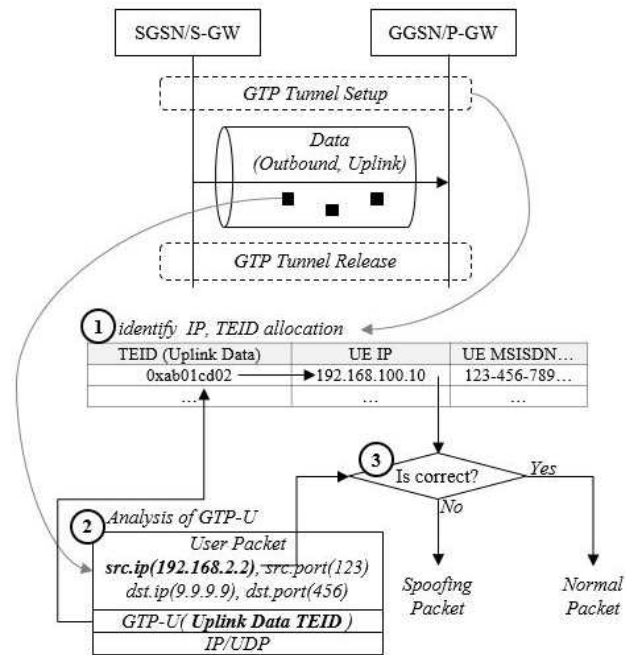 SGSN/S-GW GGSN/P-GW
GTP Tunnel Setup
Data
(Outbound, Uplink)
GTP Tunnel Release
1 identify IP, TEID allocation
TEID (Uplink Data) UE IP UE MSISDN…
0xab01cd02 192.168.100.10 123-456-789…
… … …
3
Is correct? Yes
No
2 Analysis of GTP-U
User Packet
src.ip(192.168.2.2), src.port(123)
dst.ip(9.9.9.9), dst.port(456)
GTP-U( Uplink Data TEID )
IP/UDP
Spoofing
Packet
Normal
Packet